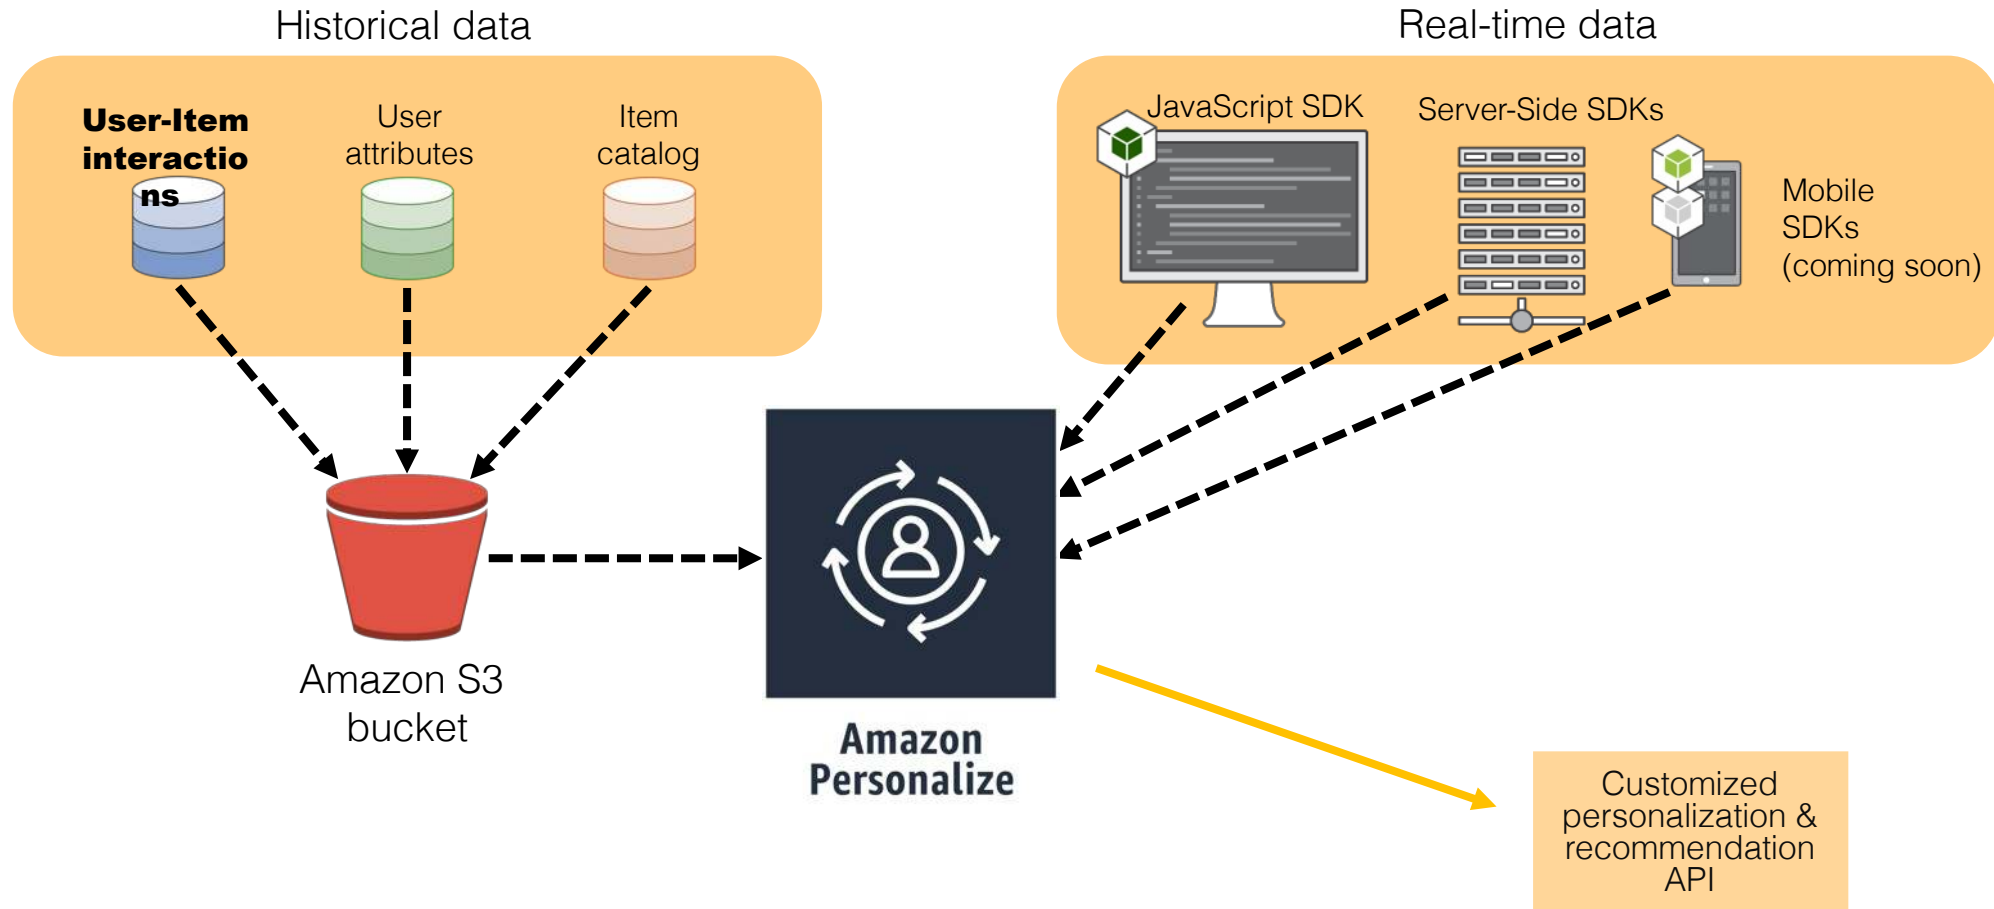 Historical data
User-Item
interactio
ns
User
attributes
Item
catalog
Real-time data
JavaScript SDK
Server-Side SDKs
Mobile
SDKs
(coming soon)
Amazon S3
bucket
Amazon
Personalize
Customized
personalization &
recommendation
API